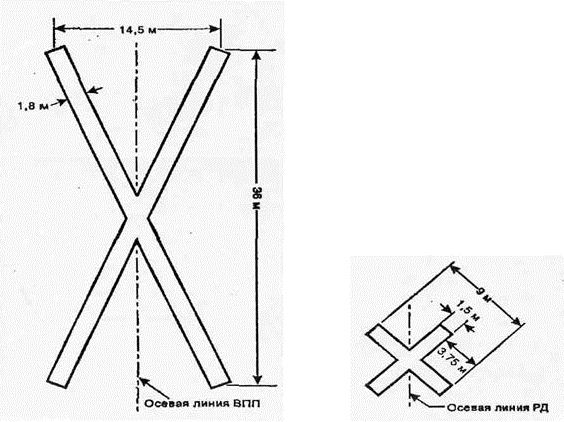 14,5 м
1,8 м
36 м
Осевая линия ВПП
9 м
1,5 м
3,75 м
Осевая линия РД